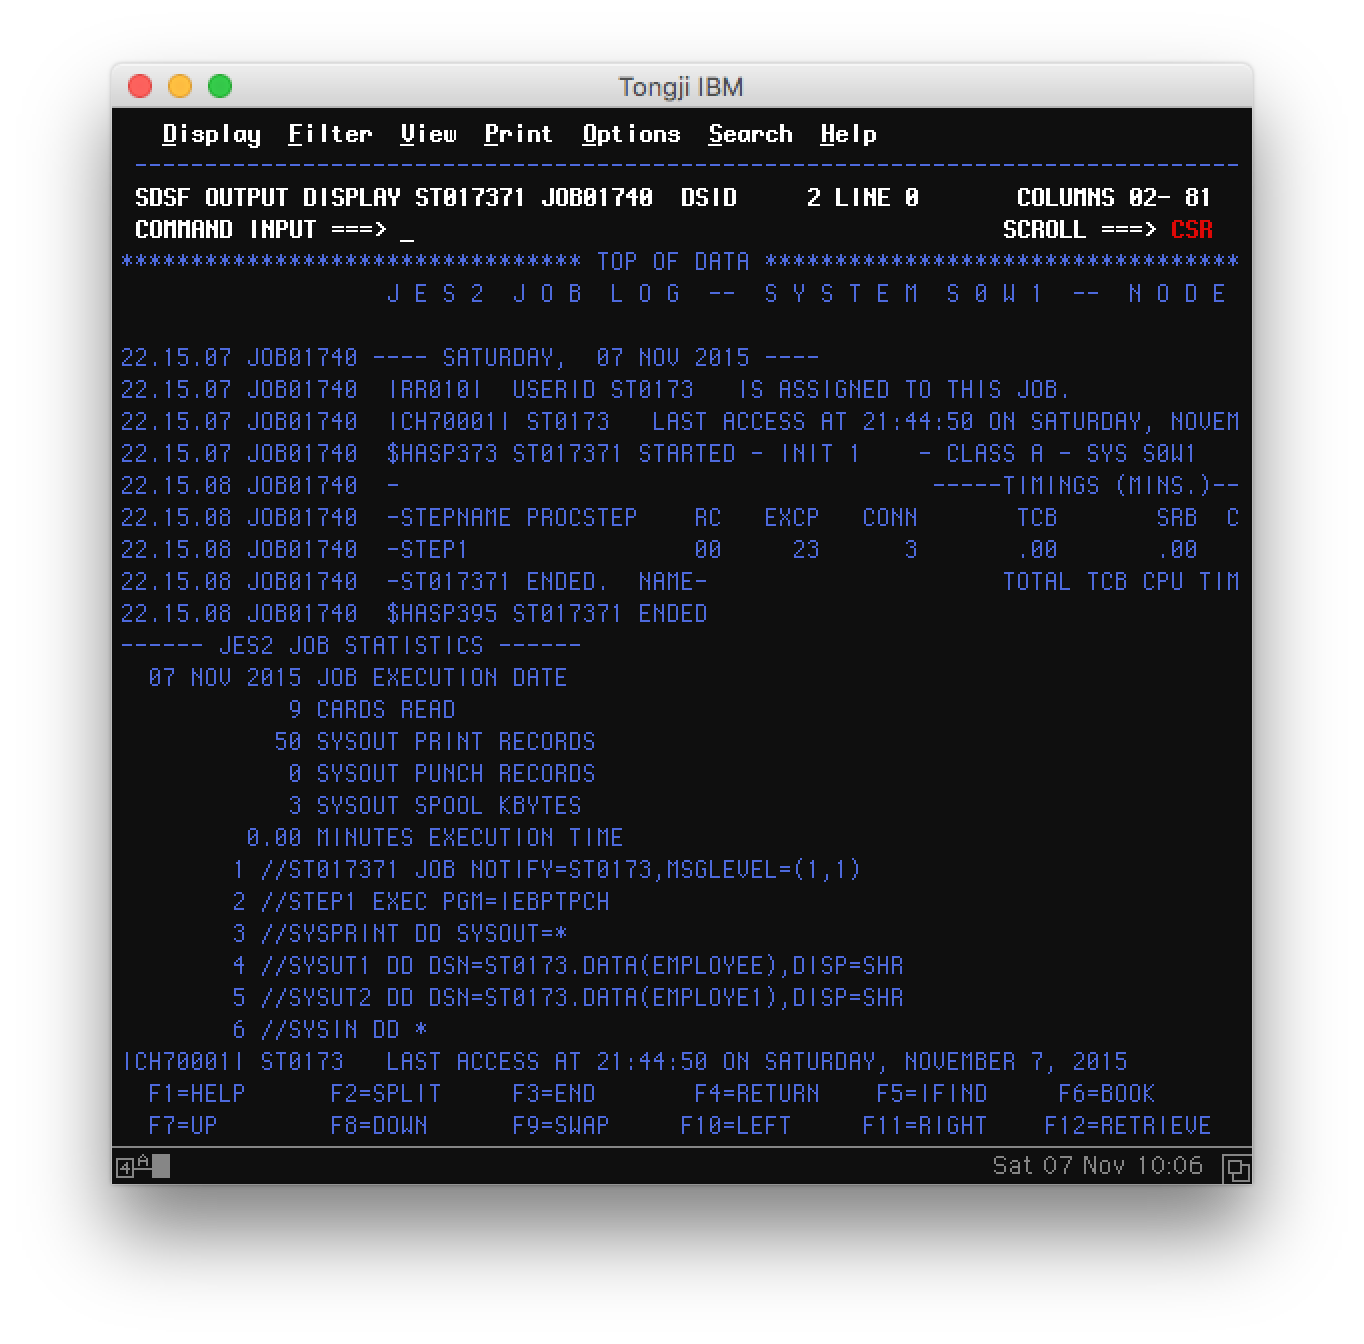 Tongji IBM
Display Filter View Print Options Search Help
--------------------------------------------------------------------------------
SDSF OUTPUT DISPLAY ST017371 JOB01740 DSID 2 LINE 0 COLUMNS 02- 81
COMMAND INPUT ===> _ SCROLL ===> CSR
********************************* TOP OF DATA **********************************
J E S 2 J O B L O G -- S Y S T E M S 0 W 1 -- N O D E
22.15.07 JOB01740 ---- SATURDAY, 07 NOV 2015 ----
22.15.07 JOB01740 IRR010I USERID ST0173 IS ASSIGNED TO THIS JOB.
22.15.07 JOB01740 ICH70001I ST0173 LAST ACCESS AT 21:44:50 ON SATURDAY, NOVEM
22.15.07 JOB01740 $HASP373 ST017371 STARTED - INIT 1 - CLASS A - SYS S0W1
22.15.08 JOB01740 - -----TIMINGS (MINS.)--
22.15.08 JOB01740 -STEPNAME PROCSTEP RC EXCP CONN TCB SRB C
22.15.08 JOB01740 -STEP1 00 23 3 .00 .00
22.15.08 JOB01740 -ST017371 ENDED. NAME- TOTAL TCB CPU TIM
22.15.08 JOB01740 $HASP395 ST017371 ENDED
------ JES2 JOB STATISTICS ------
07 NOV 2015 JOB EXECUTION DATE
9 CARDS READ
50 SYSOUT PRINT RECORDS
0 SYSOUT PUNCH RECORDS
3 SYSOUT SPOOL KBYTES
0.00 MINUTES EXECUTION TIME
1 //ST017371 JOB NOTIFY=ST0173,MSGLEVEL=(1,1)
2 //STEP1 EXEC PGM=IEBPTPCH
3 //SYSPRINT DD SYSOUT=*
4 //SYSUT1 DD DSN=ST0173.DATA(EMPLOYEE),DISP=SHR
5 //SYSUT2 DD DSN=ST0173.DATA(EMPLOYE1),DISP=SHR
6 //SYSIN DD *
ICH70001I ST0173 LAST ACCESS AT 21:44:50 ON SATURDAY, NOVEMBER 7, 2015
F1=HELP F2=SPLIT F3=END F4=RETURN F5=IFIND F6=BOOK
F7=UP F8=DOWN F9=SWAP F10=LEFT F11=RIGHT F12=RETRIEVE
4 A Sat 07 Nov 10:06